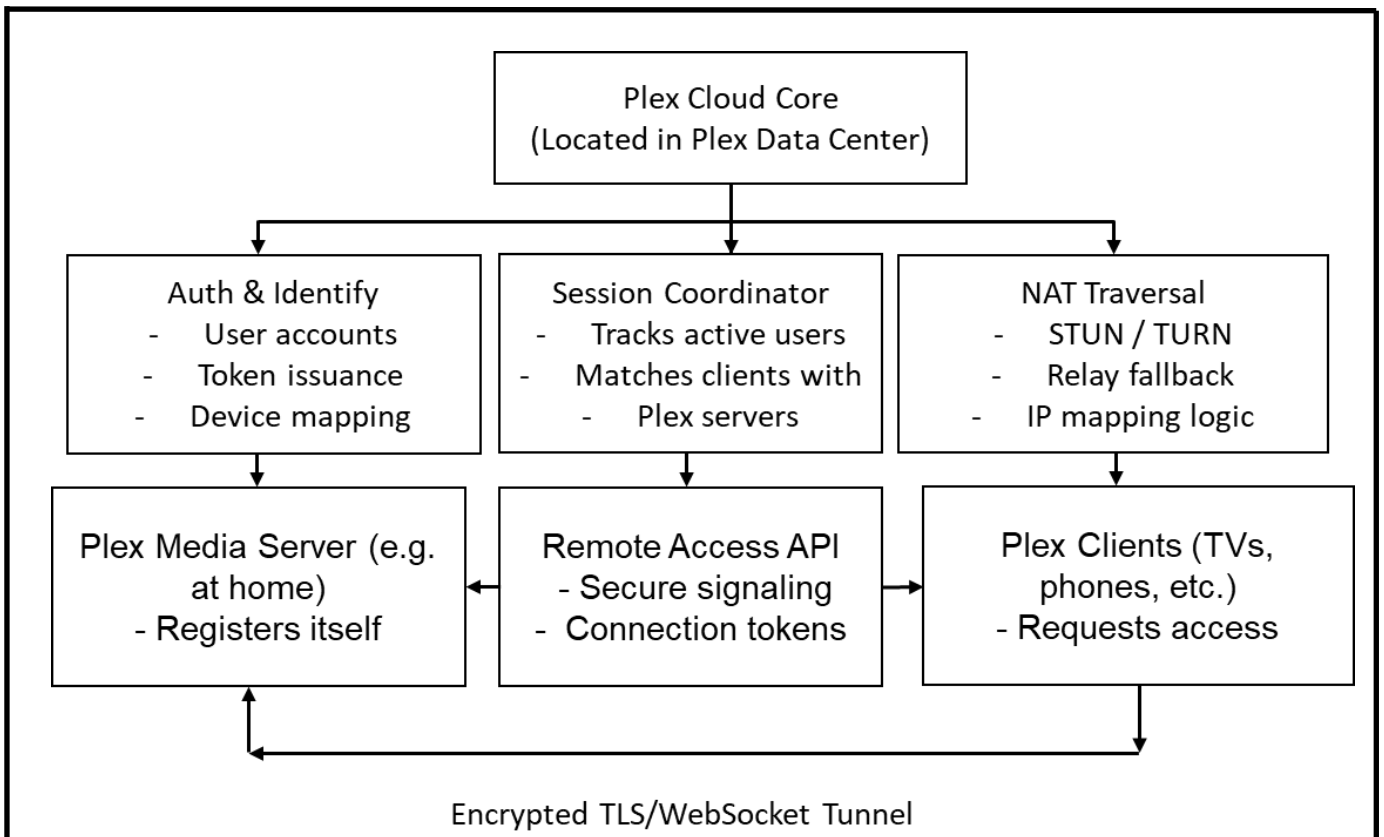 Plex Cloud Core
(Located in Plex Data Center)
Auth & Identify
- User accounts
- Token issuance
- Device mapping
Session Coordinator
- Tracks active users
- Matches clients with
- Plex servers
NAT Traversal
- STUN / TURN
- Relay fallback
- IP mapping logic
Plex Media Server (e.g.
at home)
- Registers itself
Remote Access API
- Secure signaling
- Connection tokens
Plex Clients (TVs,
phones, etc.)
- Requests access
Encrypted TLS/WebSocket Tunnel